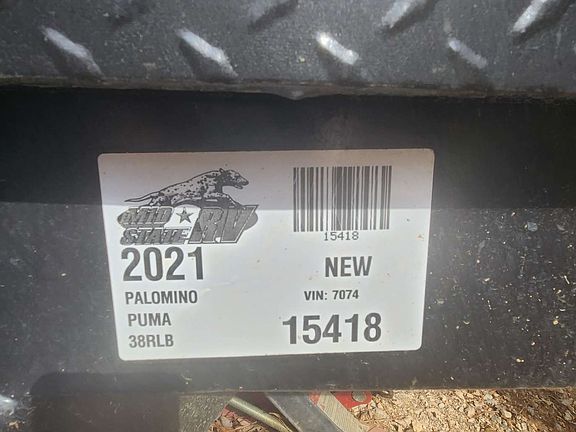 MID
STATE RV
15418
2021
NEW
PALOMINO
VIN: 7074
PUMA
15418
38RLB